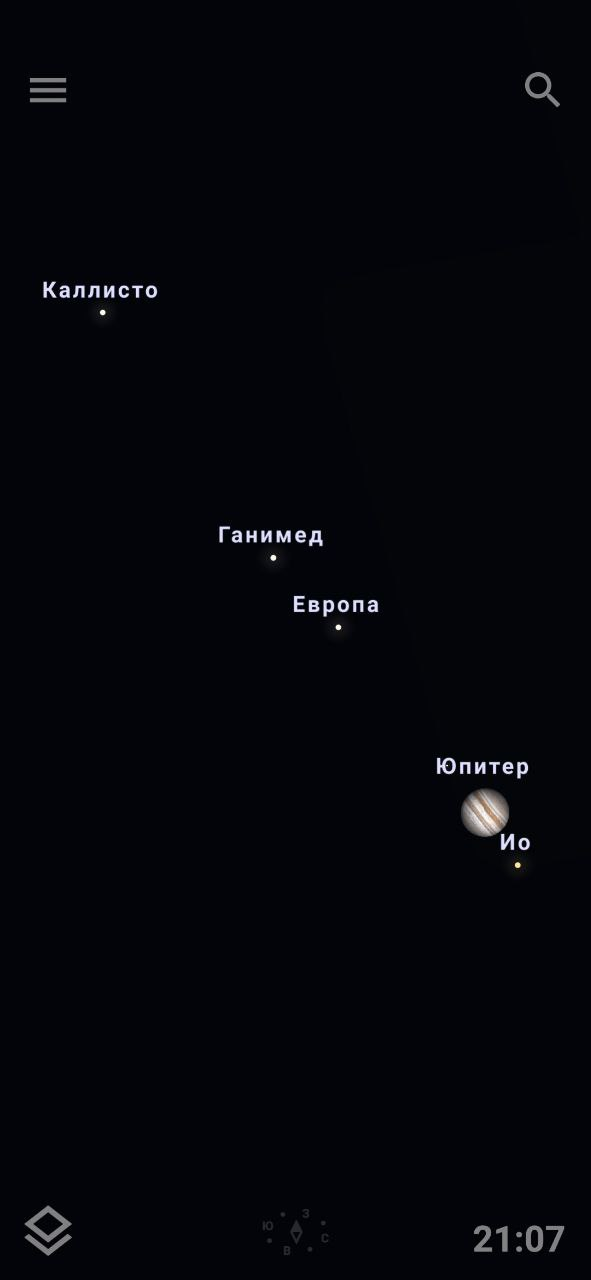 Каллисто
Ганимед
Европа
Юпитер
Ио
З
Ю
С
В
21:07